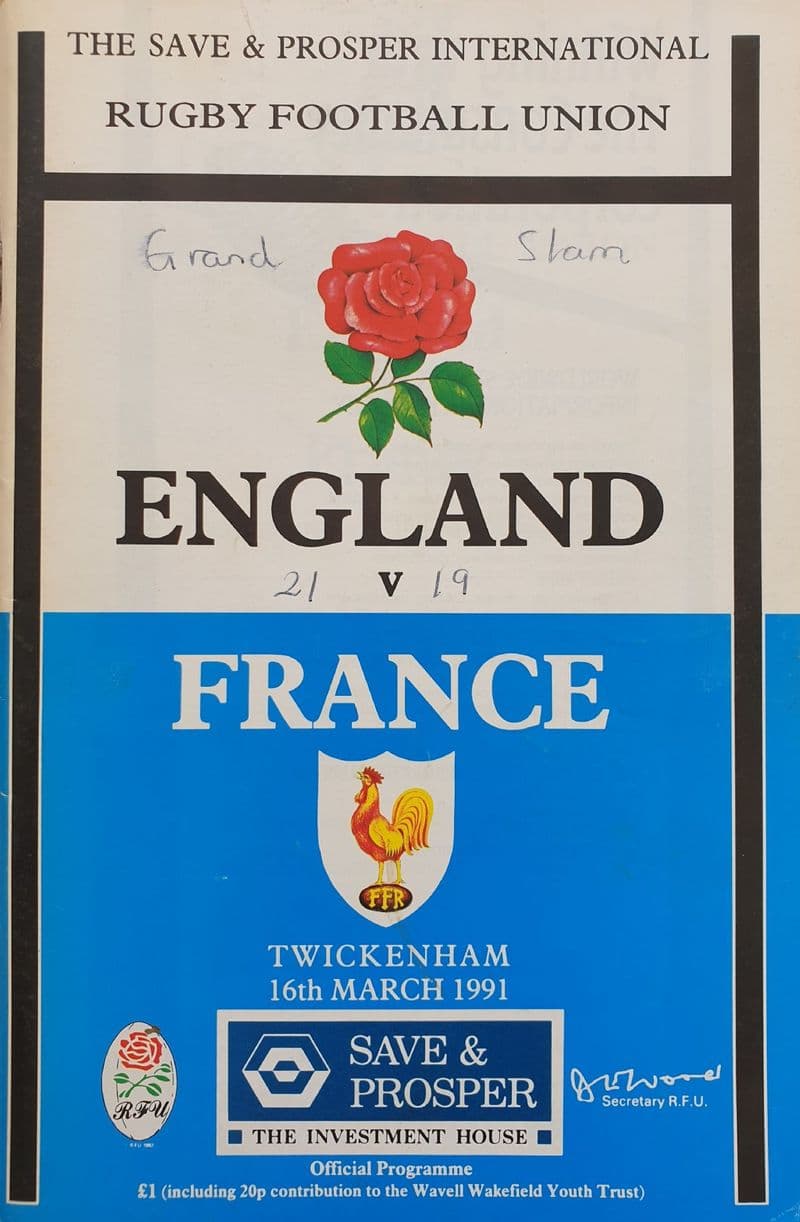 THE SAVE & PROSPER INTERNATIONAL
RUGBY FOOTBALL UNION
Grand Slam
ENGLAND
21 V 19
FRANCE
FFR
TWICKENHAM
16th MARCH 1991
SAVE &
PROSPER
THE INVESTMENT HOUSE
RFU
Secretary R.F.U.
Official Programme
£1 (including 20p contribution to the Wavell Wakefield Youth Trust)